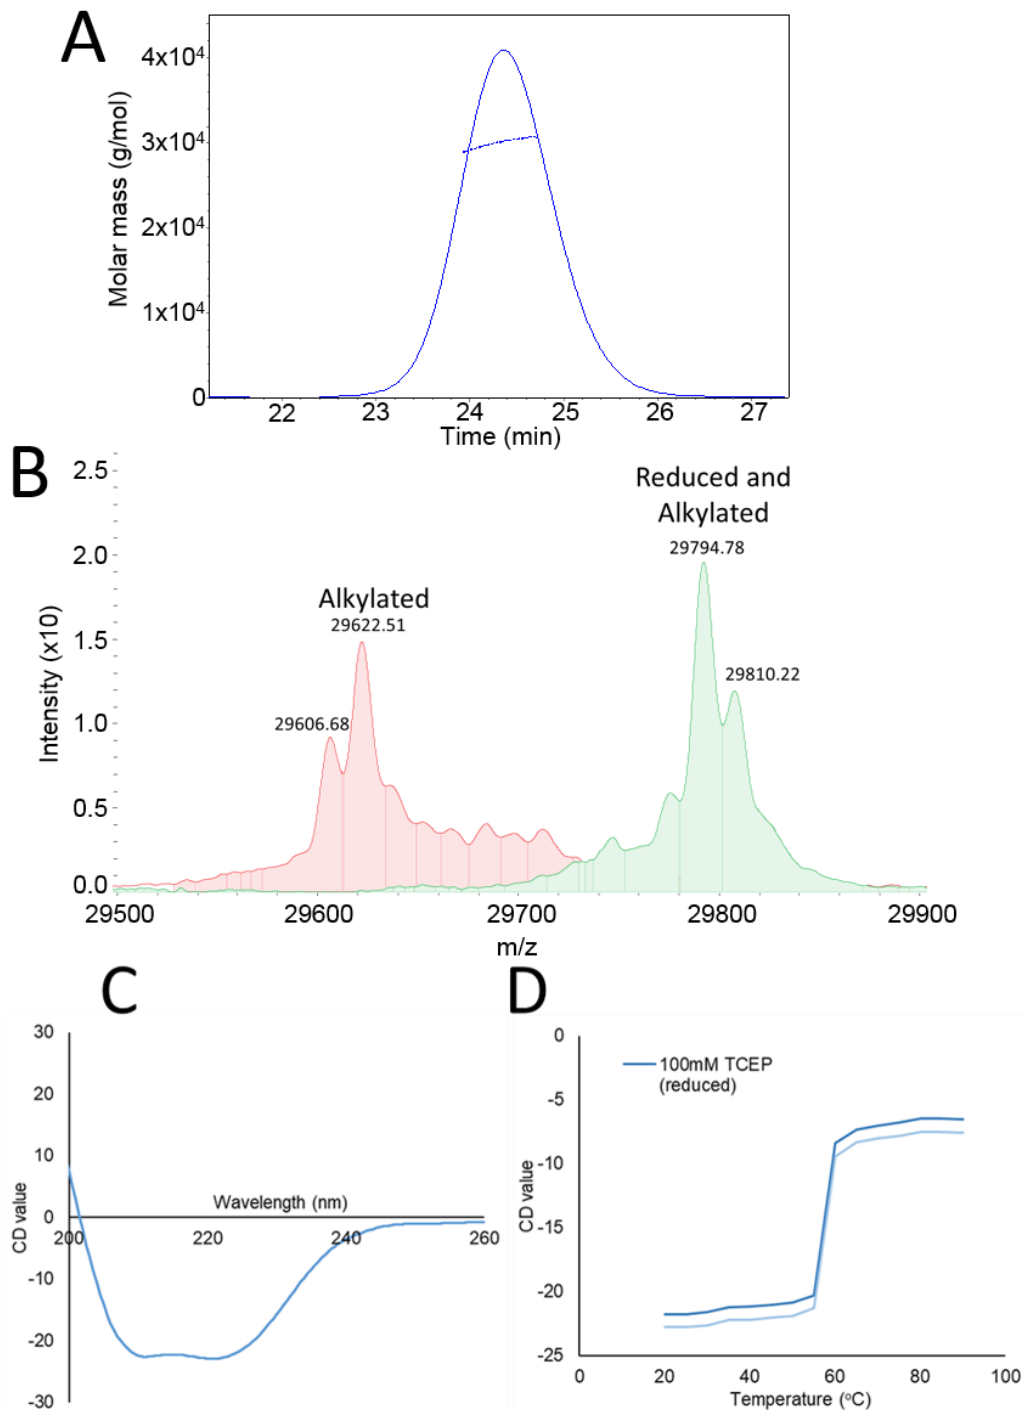 A
Molar mass (g/mol)
4x10⁴
3x10⁴
2x10⁴
1x10⁴
0
22 23 24 25 26 27
Time (min)
B
Intensity (x10)
2.5
2.0
1.5
1.0
0.5
0.0
Alkylated
29622.51
29606.68
Reduced and
Alkylated
29794.78
29810.22
29500 29600 29700 29800 29900
m/z
C
CD value
30
20
10
0
-10
-20
-30
Wavelength (nm)
200 220 240 260
D
CD value
0
-5
-10
-15
-20
-25
100mM TCEP
(reduced)
0 20 40 60 80 100
Temperature (°C)